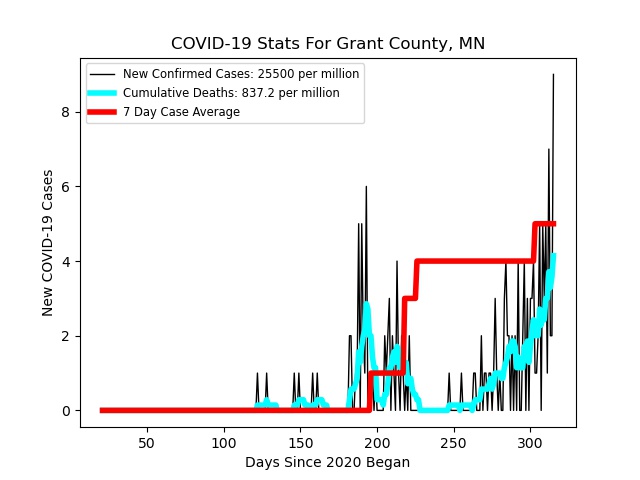 COVID-19 Stats For Grant County, MN
New Confirmed Cases: 25500 per million
Cumulative Deaths: 837.2 per million
7 Day Case Average
New COVID-19 Cases
8
6
4
2
0
50 100 150 200 250 300
Days Since 2020 Began